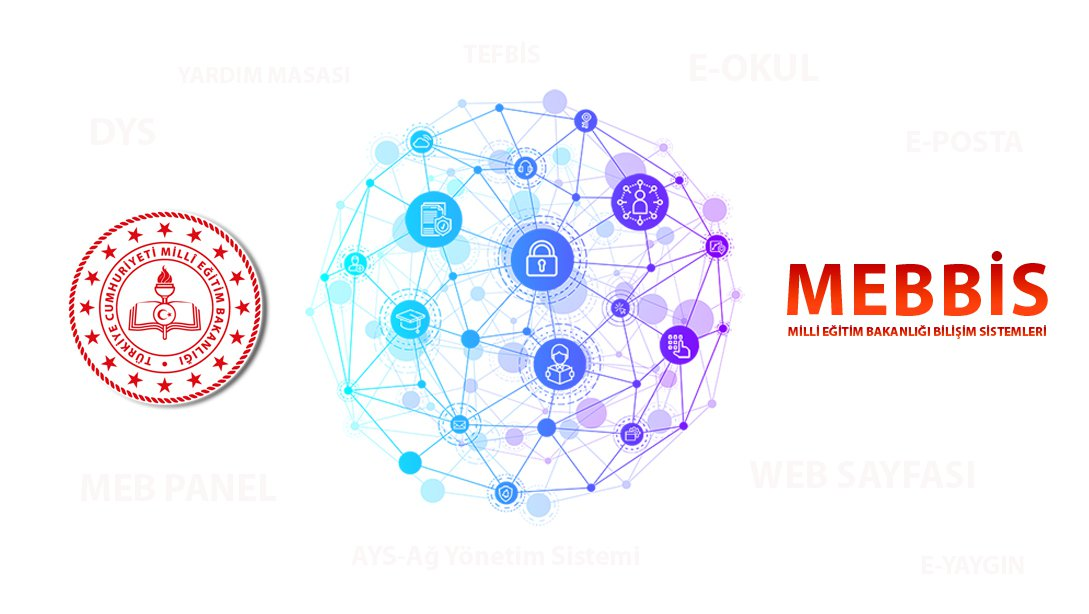 TEFBİS
YARDIM MASASI
E-OKUL
DYS
E-POSTA
TÜRKİYE CUMHURİYETİ MİLLÎ EĞİTİM BAKANLIĞI
MEBBİS
MİLLİ EĞİTİM BAKANLIĞI BİLİŞİM SİSTEMLERİ
MEB PANEL
WEB SAYFASI
AYS-Ağ Yönetim Sistemi
E-YAYGIN